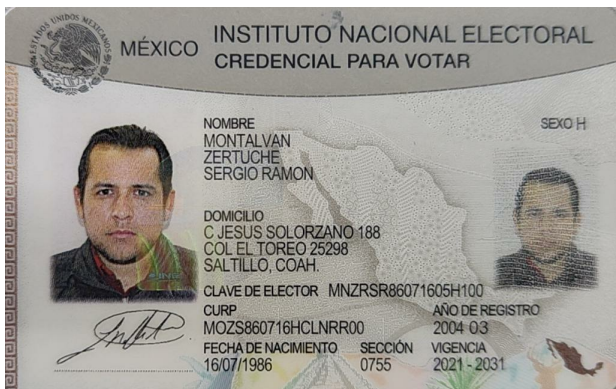 ESTADOS UNIDOS MEXICANOS
MÉXICO
INSTITUTO NACIONAL ELECTORAL
CREDENCIAL PARA VOTAR
NOMBRE
MONTALVAN
ZERTUCHE
SERGIO RAMON
SEXO H
DOMICILIO
C JESUS SOLORZANO 188
COL EL TOREO 25298
SALTILLO, COAH.
CLAVE DE ELECTOR MNZRSR86071605H100
CURP
MOZS860716HCLNRR00
AÑO DE REGISTRO
2004 03
FECHA DE NACIMIENTO
16/07/1986
SECCIÓN
0755
VIGENCIA
2021 - 2031